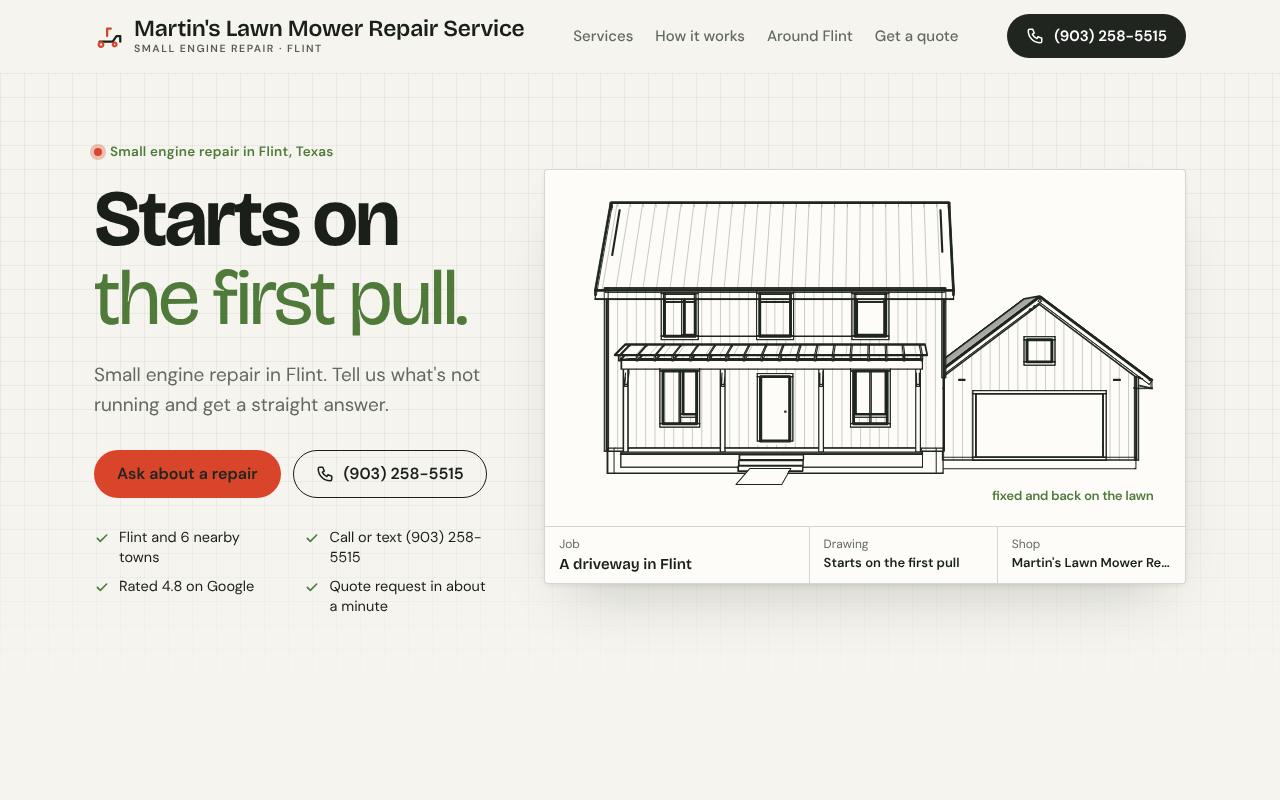 Martin's Lawn Mower Repair Service
SMALL ENGINE REPAIR · FLINT
Services
How it works
Around Flint
Get a quote
(903) 258-5515
Small engine repair in Flint, Texas
Starts on
the first pull.
Small engine repair in Flint. Tell us what's not
running and get a straight answer.
Ask about a repair
(903) 258-5515
Flint and 6 nearby
towns
Call or text (903) 258-
5515
Rated 4.8 on Google
Quote request in about
a minute
fixed and back on the lawn
Job
A driveway in Flint
Drawing
Starts on the first pull
Shop
Martin's Lawn Mower Re...